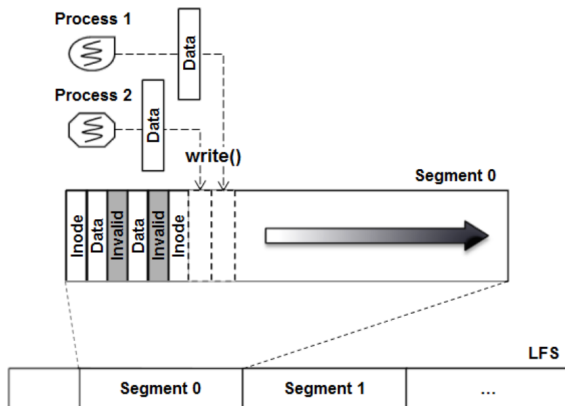 Process 1
Data
Process 2
Data
write()
Segment 0
Inode
Data
Invalid
Data
Invalid
Inode
LFS
Segment 0
Segment 1
...